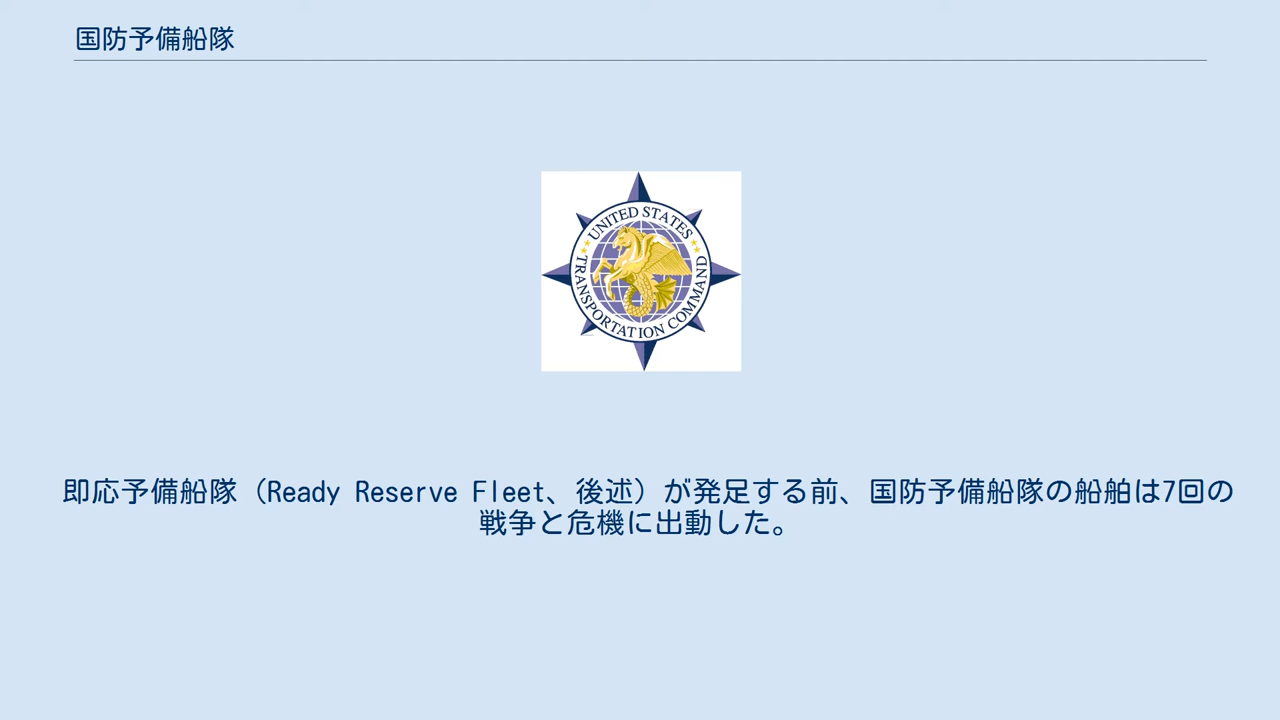 国防予備船隊
UNITED STATES
TRANSPORTATION COMMAND
即応予備船隊（Ready Reserve Fleet、後述）が発足する前、国防予備船隊の船舶は7回の
戦争と危機に出動した。